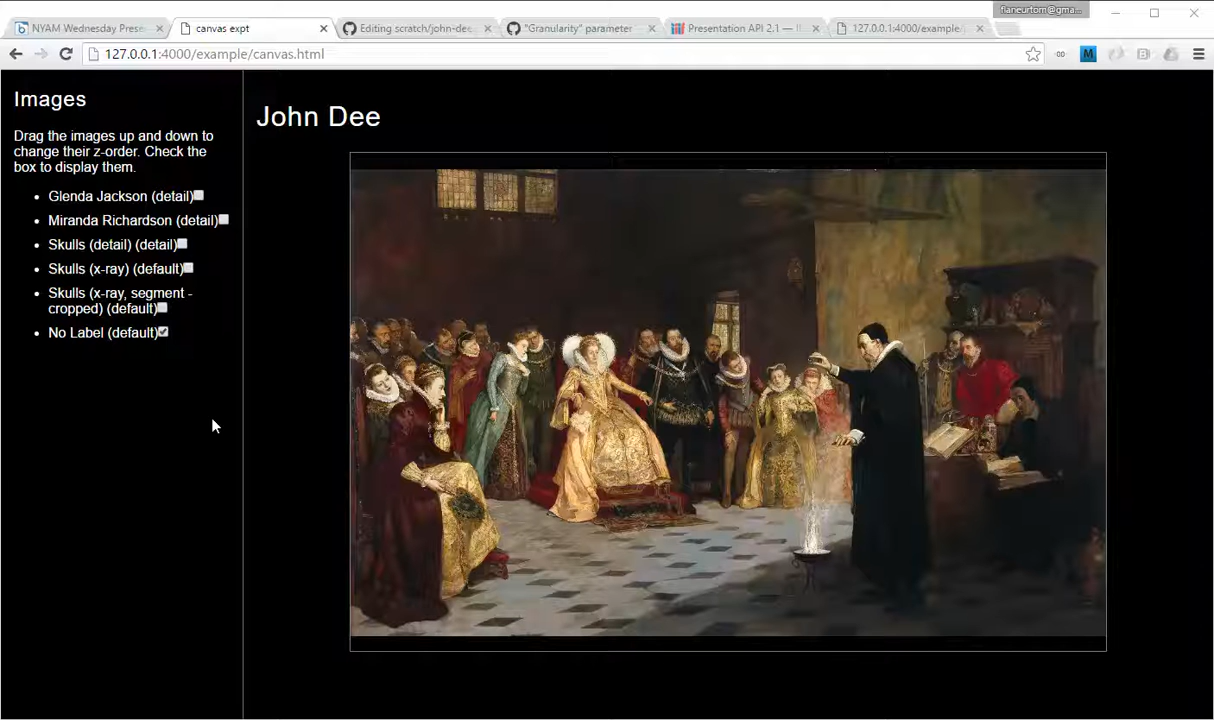 flaneurtom@gma...
NYAM Wednesday Prese
canvas expt
Editing scratch/john-dee
"Granularity" parameter
Presentation API 2.1 — II
127.0.0.1:4000/example/
127.0.0.1:4000/example/canvas.html
M
Images
Drag the images up and down to
change their z-order. Check the
box to display them.
Glenda Jackson (detail)
Miranda Richardson (detail)
Skulls (detail) (detail)
Skulls (x-ray) (default)
Skulls (x-ray, segment -
cropped) (default)
No Label (default)
John Dee